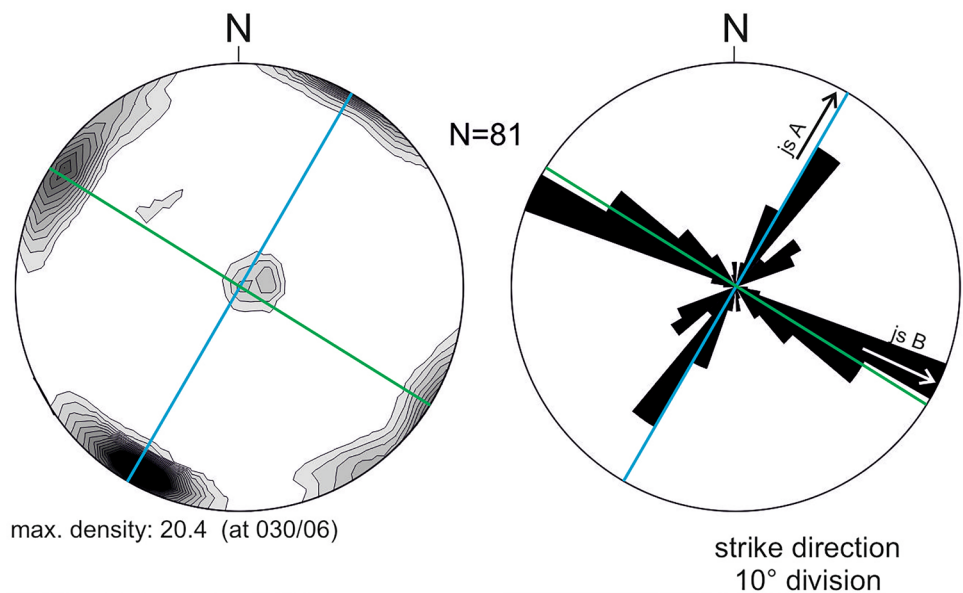 N
N
N=81
js A
js B
max. density: 20.4 (at 030/06)
strike direction
10° division